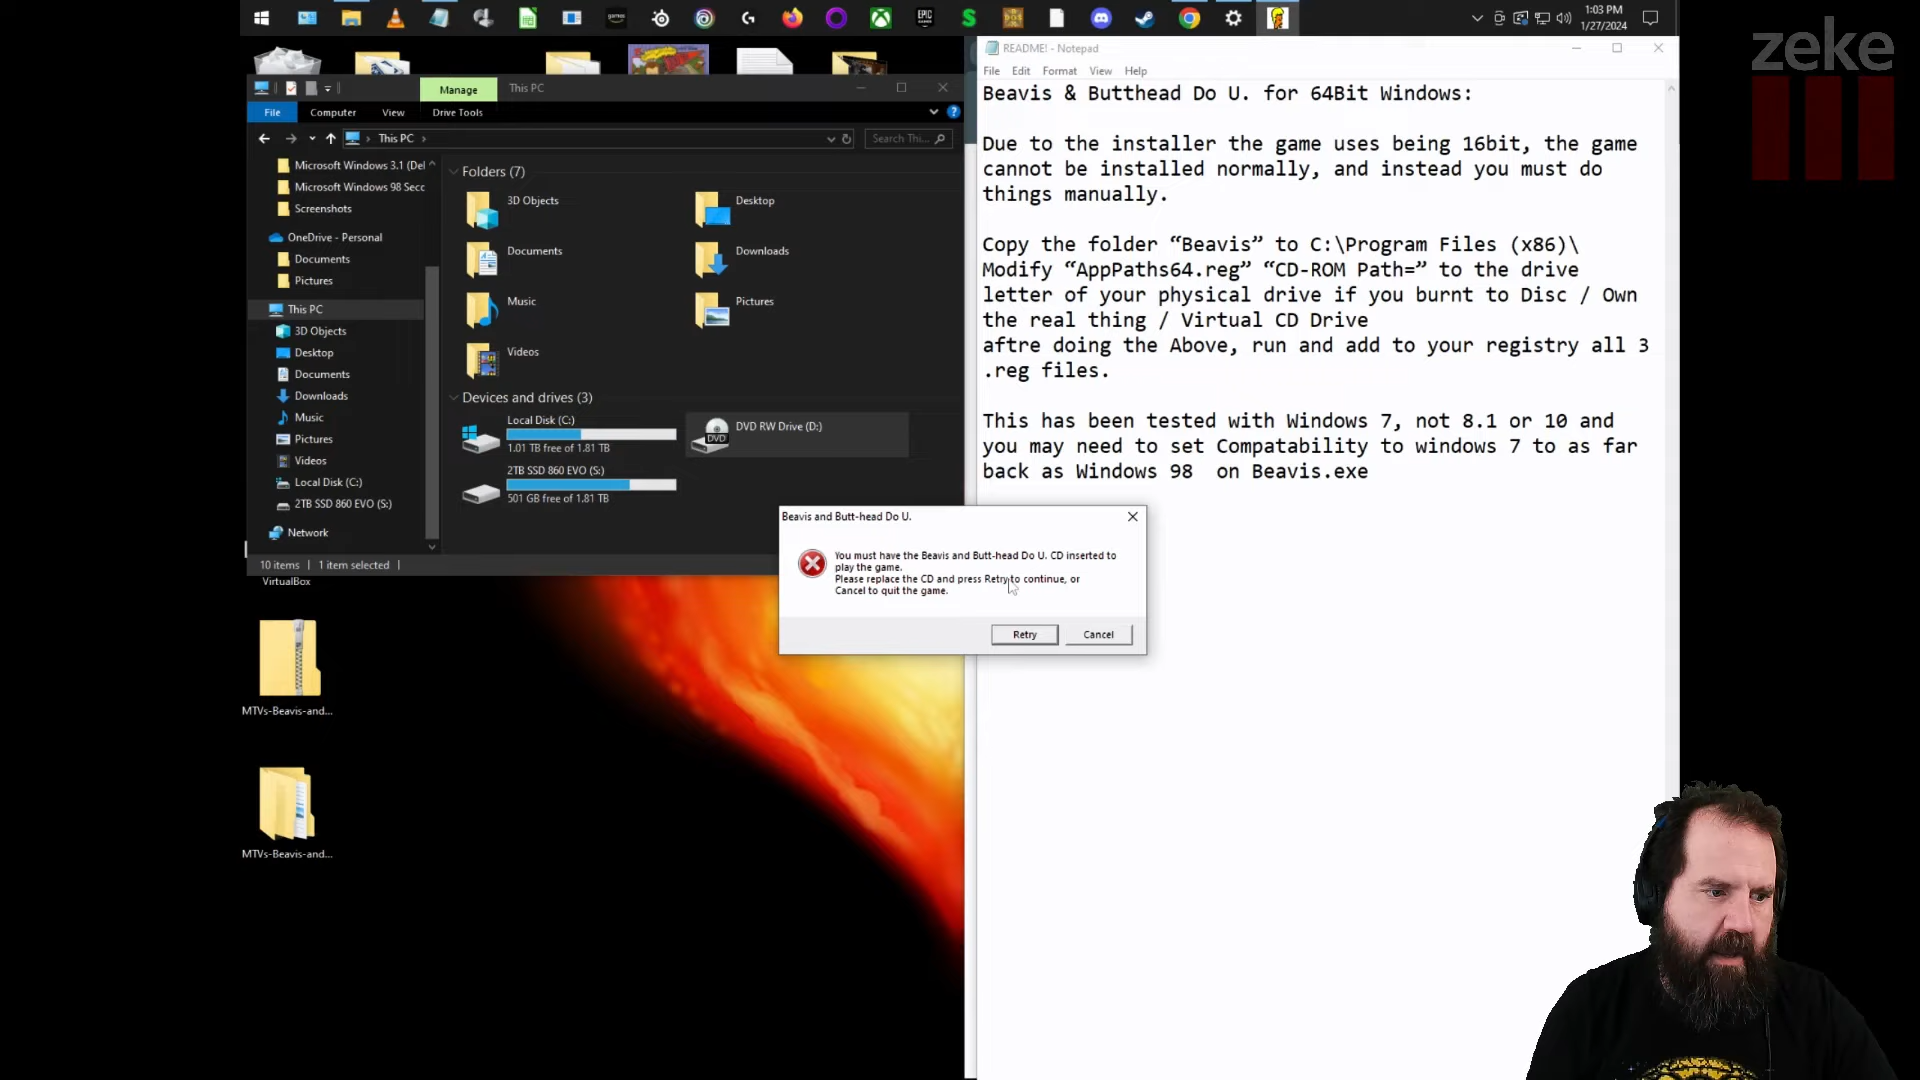 1:03 PM
1/27/2024
zeke
III
Manage
This PC
File
Computer
View
Drive Tools
This PC
Search Thi...
Microsoft Windows 3.1 (Del
Microsoft Windows 98 Secc
Screenshots
OneDrive - Personal
Documents
Pictures
This PC
3D Objects
Desktop
Documents
Downloads
Music
Pictures
Videos
Local Disk (C:)
2TB SSD 860 EVO (S:)
Network
Folders (7)
3D Objects
Desktop
Documents
Downloads
Music
Pictures
Videos
Devices and drives (3)
Local Disk (C:)
1.01 TB free of 1.81 TB
DVD RW Drive (D:)
DVD
2TB SSD 860 EVO (S:)
501 GB free of 1.81 TB
10 items
1 item selected
VirtualBox
MTVs-Beavis-and...
MTVs-Beavis-and...
README! - Notepad
File Edit Format View Help
Beavis & Butthead Do U. for 64Bit Windows:
Due to the installer the game uses being 16bit, the game
cannot be installed normally, and instead you must do
things manually.
Copy the folder “Beavis” to C:\Program Files (x86)\
Modify “AppPaths64.reg” “CD-ROM Path=” to the drive
letter of your physical drive if you burnt to Disc / Own
the real thing / Virtual CD Drive
aftre doing the Above, run and add to your registry all 3
.reg files.
This has been tested with Windows 7, not 8.1 or 10 and
you may need to set Compatability to windows 7 to as far
back as Windows 98  on Beavis.exe
Beavis and Butt-head Do U.
You must have the Beavis and Butt-head Do U. CD inserted to
play the game.
Please replace the CD and press Retry to continue, or
Cancel to quit the game.
Retry
Cancel